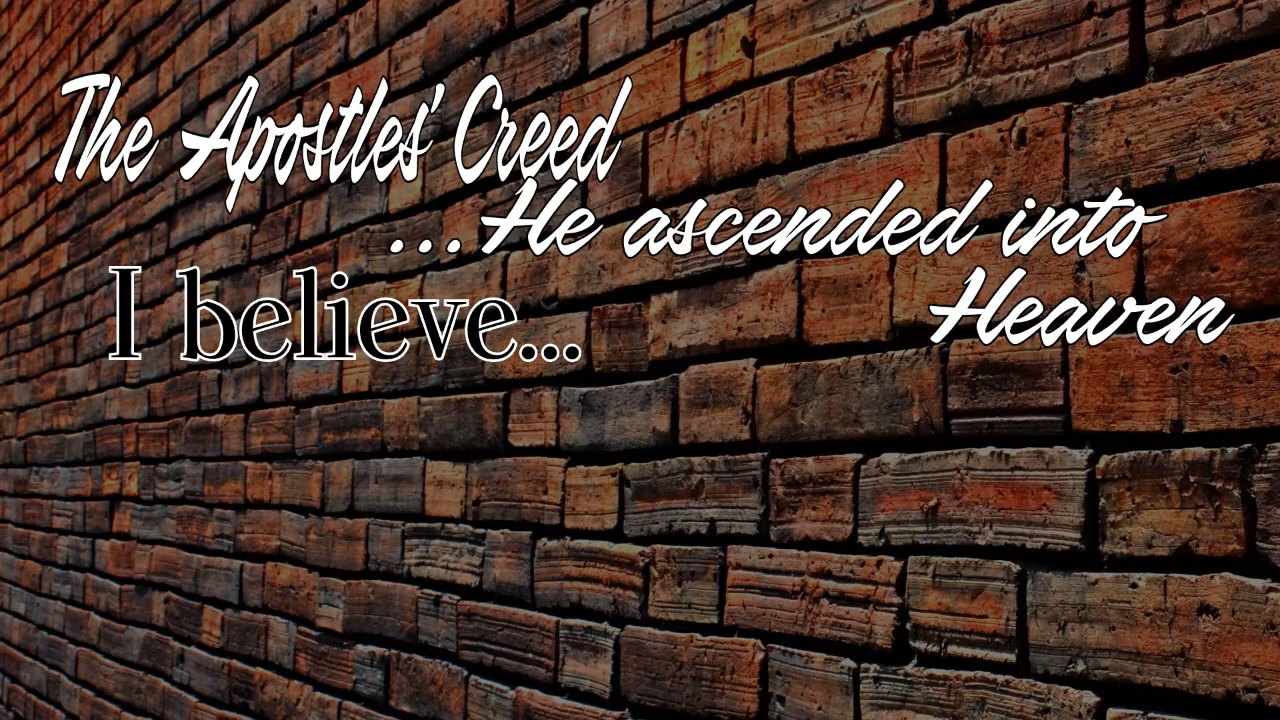 The Apostles' Creed
...He ascended into
Heaven
I believe...